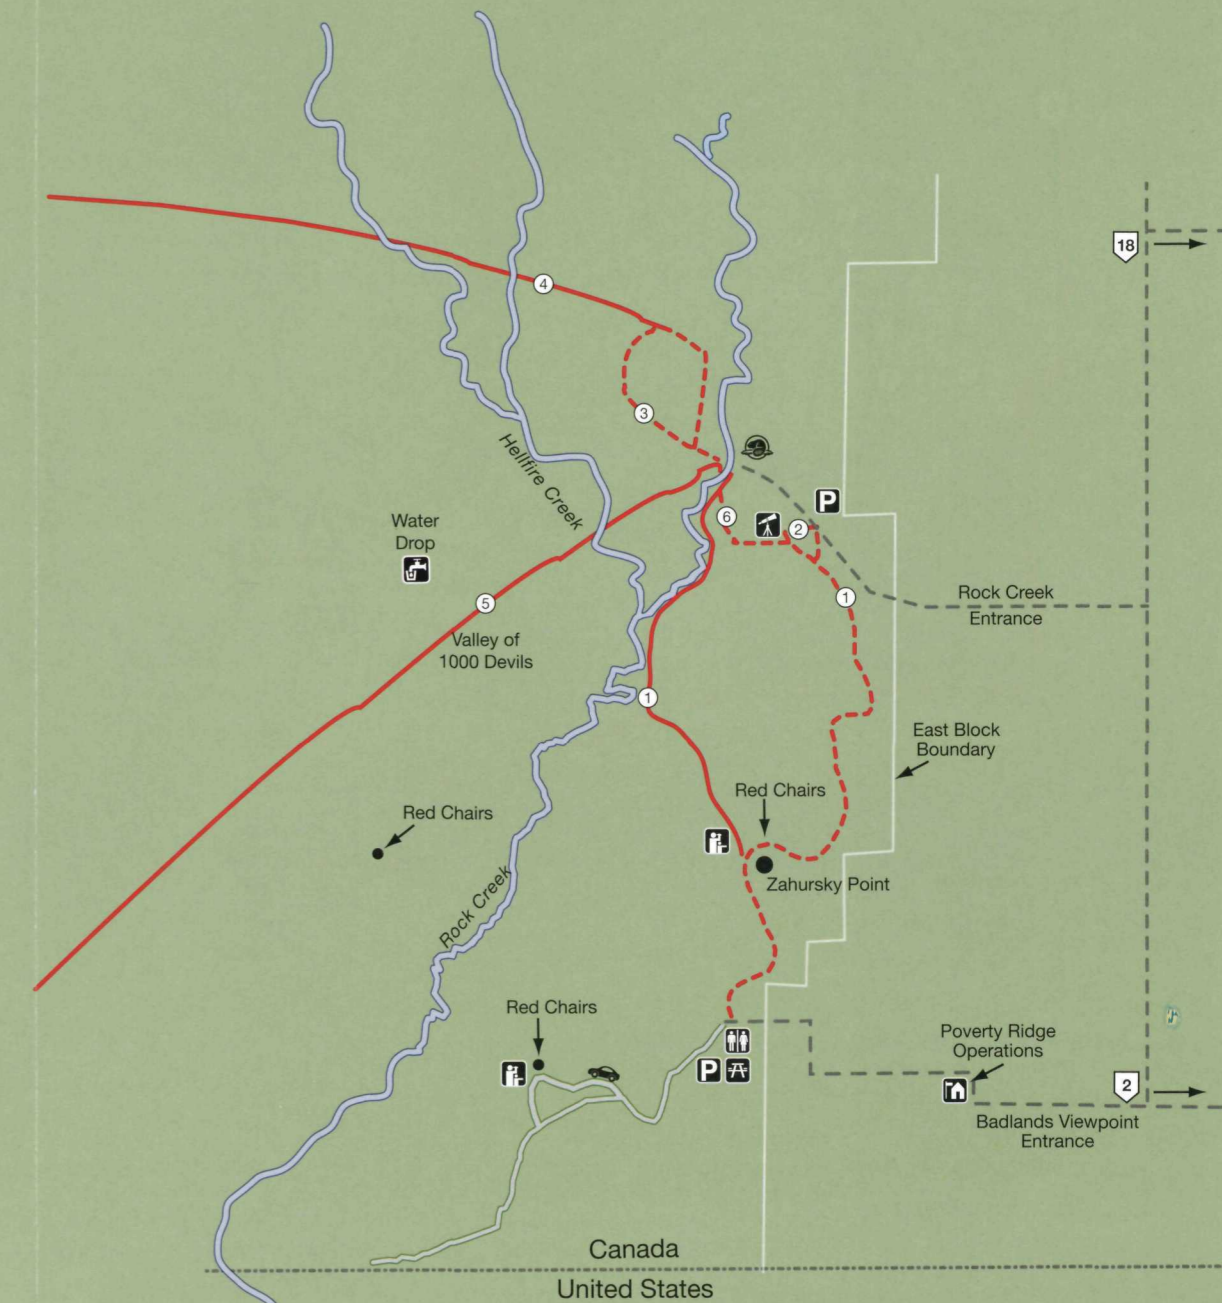 18
4
3
Hellfire Creek
P
6
2
Water
Drop
5
1
Rock Creek
Entrance
Valley of
1000 Devils
1
East Block
Boundary
Red Chairs
Red Chairs
Zahursky Point
Rock Creek
Red Chairs
P
Poverty Ridge
Operations
2
Badlands Viewpoint
Entrance
Canada
United States